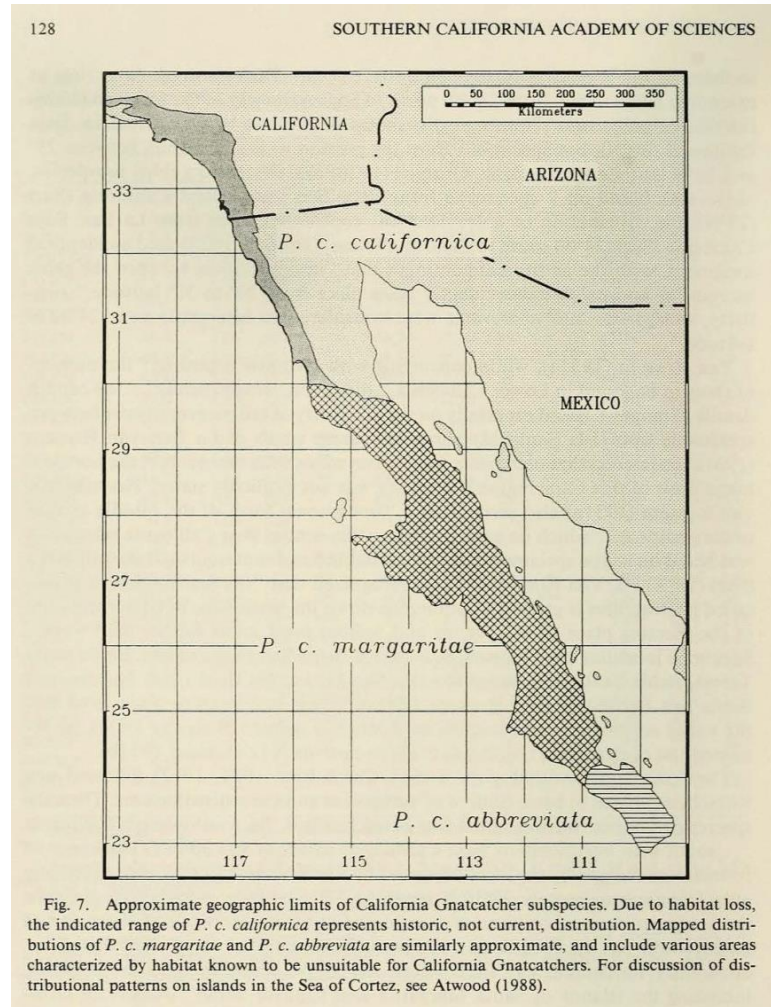 128
SOUTHERN CALIFORNIA ACADEMY OF SCIENCES
0 50 100 150 200 250 300 350
Kilometers
CALIFORNIA
ARIZONA
33
P. c. californica
31
MEXICO
29
27
P. c. margaritae
25
P. c. abbreviata
23
117 115 113 111
Fig. 7. Approximate geographic limits of California Gnatcatcher subspecies. Due to habitat loss,
the indicated range of P. c. californica represents historic, not current, distribution. Mapped distri-
butions of P. c. margaritae and P. c. abbreviata are similarly approximate, and include various areas
characterized by habitat known to be unsuitable for California Gnatcatchers. For discussion of dis-
tributional patterns on islands in the Sea of Cortez, see Atwood (1988).